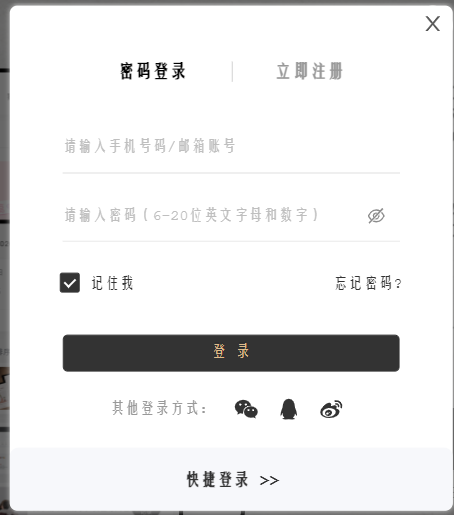 X
密码登录 立即注册
请输入手机号码/邮箱账号
请输入密码(6-20位英文字母和数字)
记住我 忘记密码?
登 录
其他登录方式:
快捷登录 >>